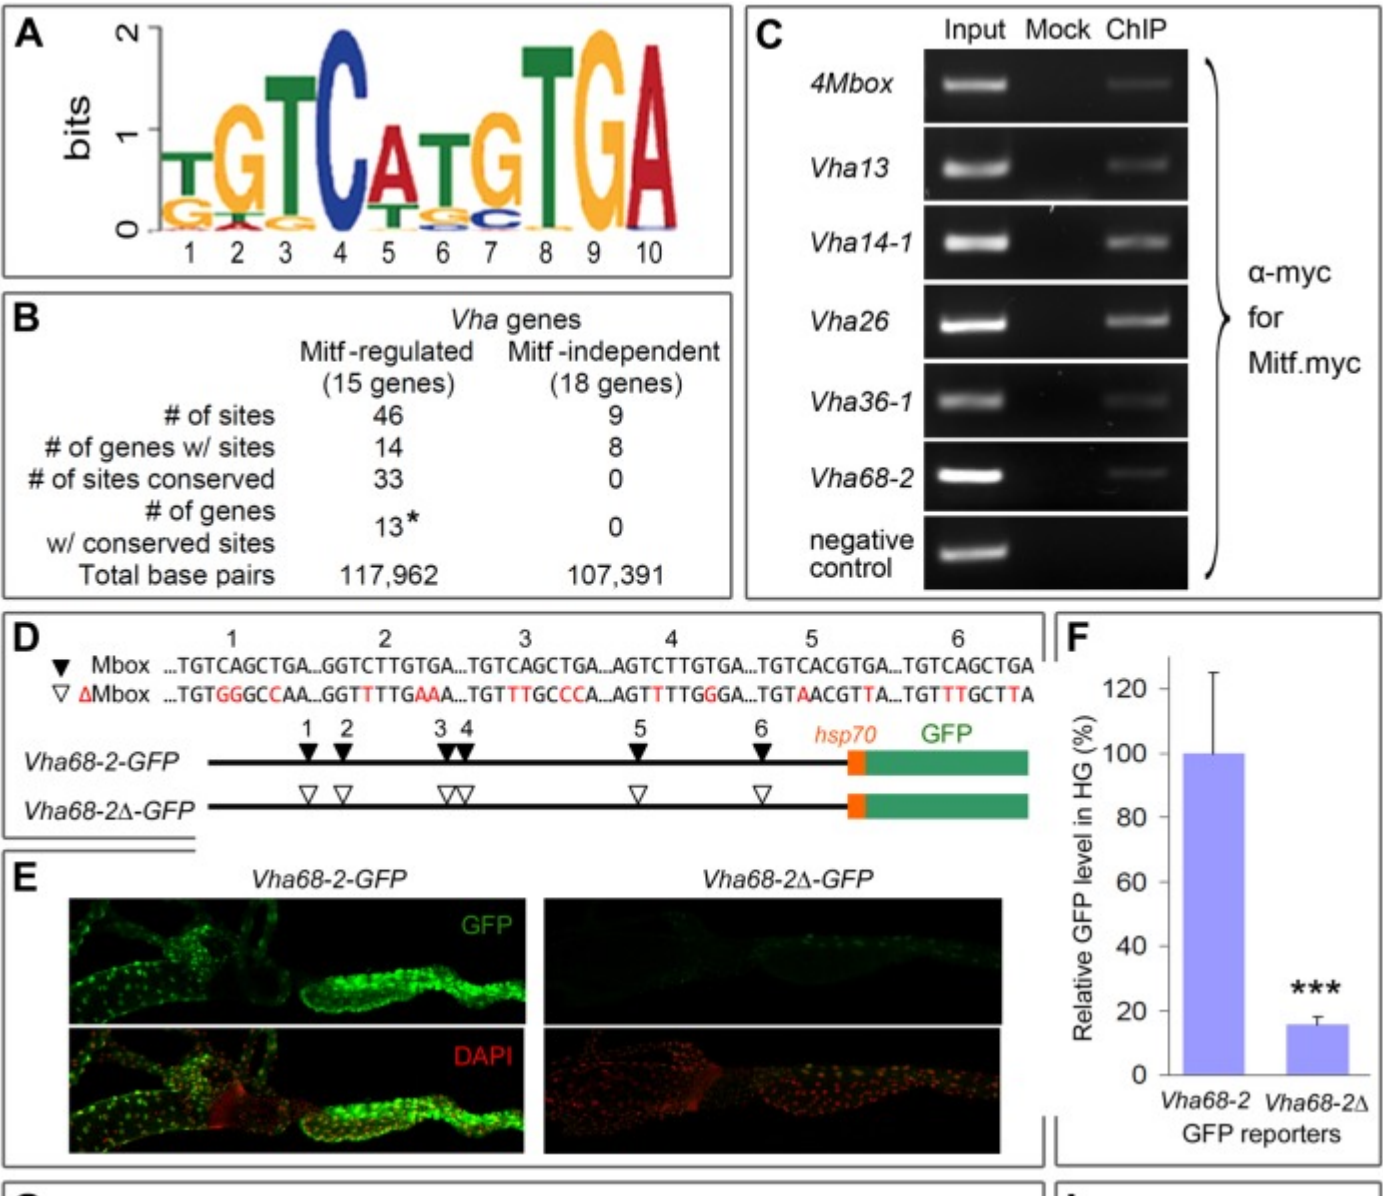 A
bits
2
1
0
TGTCATGTGA
1 2 3 4 5 6 7 8 9 10
B
Vha genes
Mitf-regulated Mitf-independent
(15 genes) (18 genes)
# of sites 46 9
# of genes w/ sites 14 8
# of sites conserved 33 0
# of genes
w/ conserved sites 13* 0
Total base pairs 117,962 107,391
C
Input Mock ChIP
4Mbox
Vha13
Vha14-1
Vha26
Vha36-1
Vha68-2
negative
control
α-myc
for
Mitf.myc
D
1 2 3 4 5 6
Mbox ...TGTCAGCTGA...GGTCTTGTGA...TGTCAGCTGA...AGTCTTGTGA...TGTCACGTGA...TGTCAGCTGA
ΔMbox ...TGTGGGCCAA...GGTTTTGAAA...TGTTTGCCCA...AGTTTTGGGA...TGTAACGTTA...TGTTTGCTTA
1 2 3 4 5 6 hsp70 GFP
Vha68-2-GFP
Vha68-2Δ-GFP
E
Vha68-2-GFP Vha68-2Δ-GFP
GFP
DAPI
F
Relative GFP level in HG (%)
120
100
80
60
40
20
0
***
Vha68-2 Vha68-2Δ
GFP reporters